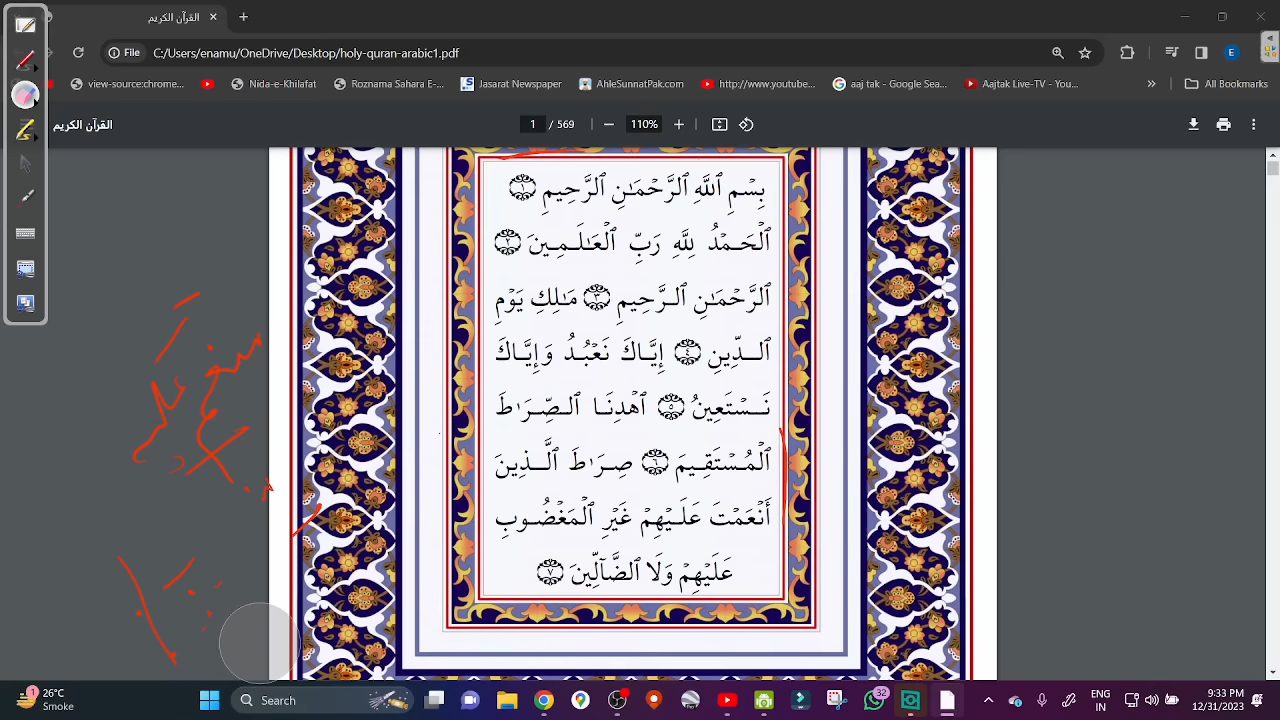 القرآن الكريم
File C:/Users/enamu/OneDrive/Desktop/holy-quran-arabic1.pdf
E
view-source:chrome... Nida-e-Khilafat Roznama Sahara E-... Jasarat Newspaper AhleSunnatPak.com http://www.youtube... aaj tak - Google Sea... Aajtak Live-TV - You... » All Bookmarks
القرآن الكريم 1 / 569 110%
بِسْمِ ٱللَّهِ ٱلرَّحْمَـٰنِ ٱلرَّحِيمِ ١
ٱلْحَمْدُ لِلَّهِ رَبِّ ٱلْعَـٰلَمِينَ ٢
ٱلرَّحْمَـٰنِ ٱلرَّحِيمِ ٣ مَـٰلِكِ يَوْمِ
ٱلدِّينِ ٤ إِيَّاكَ نَعْبُدُ وَإِيَّاكَ
نَسْتَعِينُ ٥ ٱهْدِنَا ٱلصِّرَٰطَ
ٱلْمُسْتَقِيمَ ٦ صِرَٰطَ ٱلَّذِينَ
أَنْعَمْتَ عَلَيْهِمْ غَيْرِ ٱلْمَغْضُوبِ
عَلَيْهِمْ وَلَا ٱلضَّآلِّينَ ٧
1 26°C
Smoke
Search
32
ENG
IN
9:33 PM
12/31/2023